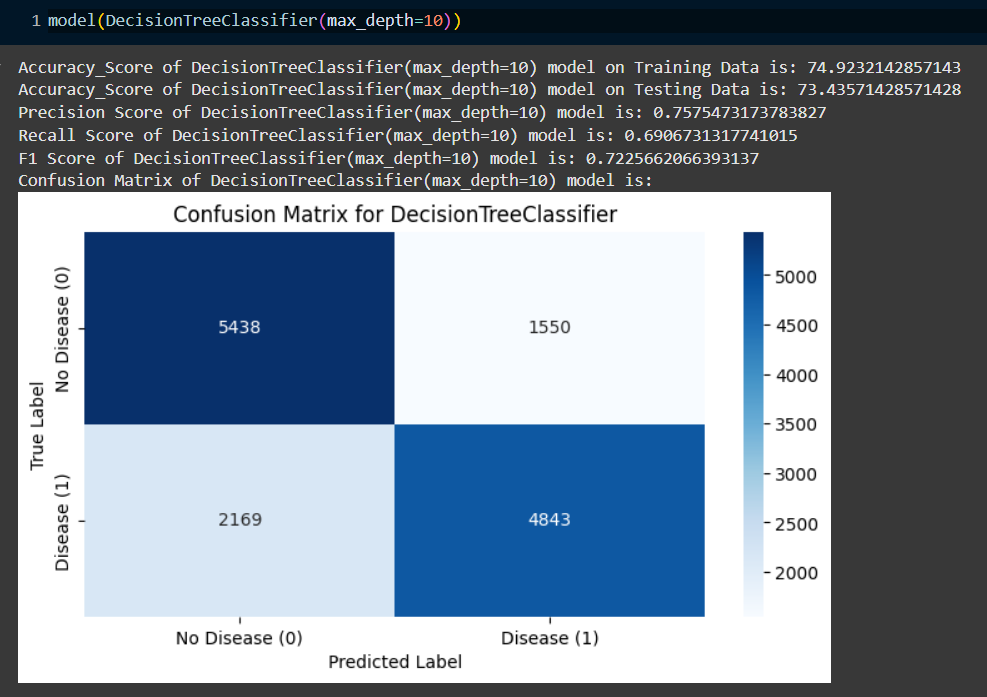 1 model(DecisionTreeClassifier(max_depth=10))
Accuracy_Score of DecisionTreeClassifier(max_depth=10) model on Training Data is: 74.9232142857143
Accuracy_Score of DecisionTreeClassifier(max_depth=10) model on Testing Data is: 73.43571428571428
Precision Score of DecisionTreeClassifier(max_depth=10) model is: 0.7575473173783827
Recall Score of DecisionTreeClassifier(max_depth=10) model is: 0.6906731317741015
F1 Score of DecisionTreeClassifier(max_depth=10) model is: 0.7225662066393137
Confusion Matrix of DecisionTreeClassifier(max_depth=10) model is:
Confusion Matrix for DecisionTreeClassifier
True Label
No Disease (0)
5438 1550
Disease (1)
2169 4843
No Disease (0) Disease (1)
Predicted Label
5000
4500
4000
3500
3000
2500
2000